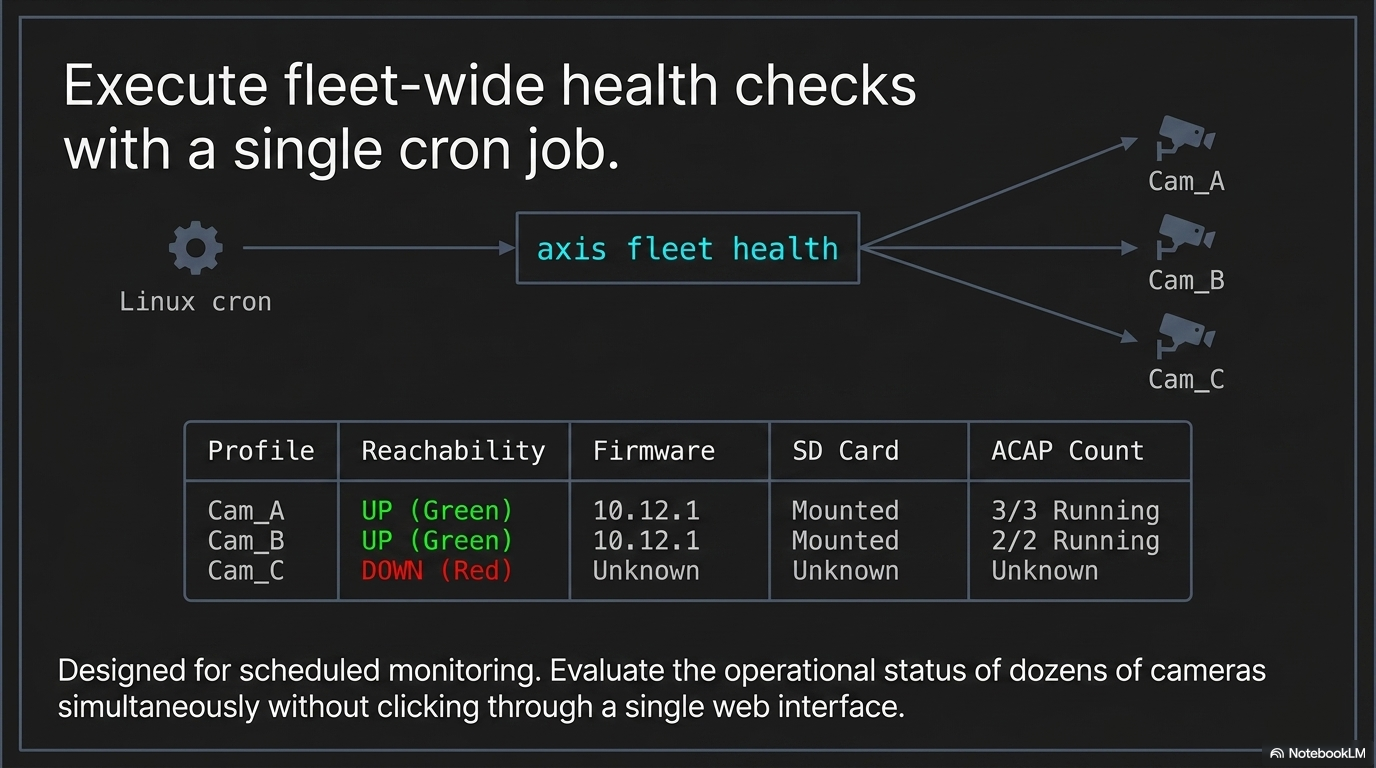 Execute fleet-wide health checks
with a single cron job.
Linux cron
axis fleet health
Cam_A
Cam_B
Cam_C
Profile Reachability Firmware SD Card ACAP Count
Cam_A UP (Green) 10.12.1 Mounted 3/3 Running
Cam_B UP (Green) 10.12.1 Mounted 2/2 Running
Cam_C DOWN (Red) Unknown Unknown Unknown
Designed for scheduled monitoring. Evaluate the operational status of dozens of cameras
simultaneously without clicking through a single web interface.
NotebookLM